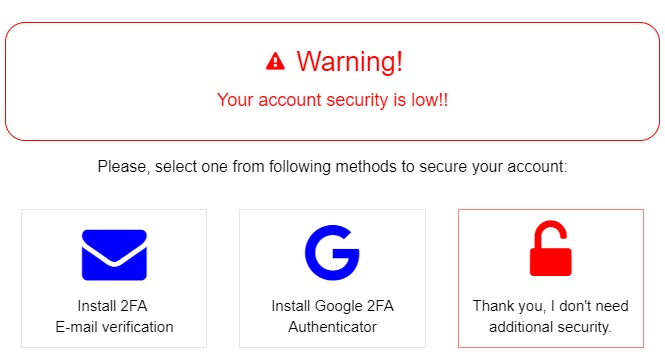 Warning!
Your account security is low!!
Please, select one from following methods to secure your account:
Install 2FA
E-mail verification
Install Google 2FA
Authenticator
Thank you, I don't need
additional security.